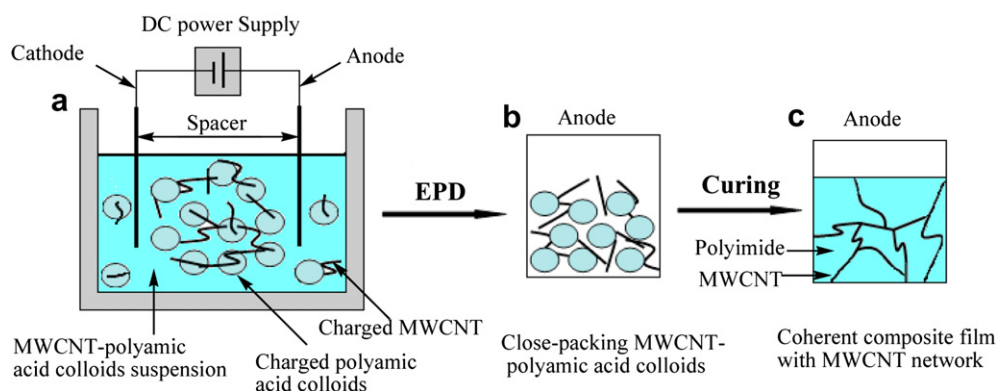 DC power Supply
Cathode
Anode
a
Spacer
MWCNT-polyamic
acid colloids suspension
Charged MWCNT
Charged polyamic
acid colloids
EPD
b
Anode
Close-packing MWCNT-
polyamic acid colloids
Curing
c
Anode
Polyimide
MWCNT
Coherent composite film
with MWCNT network